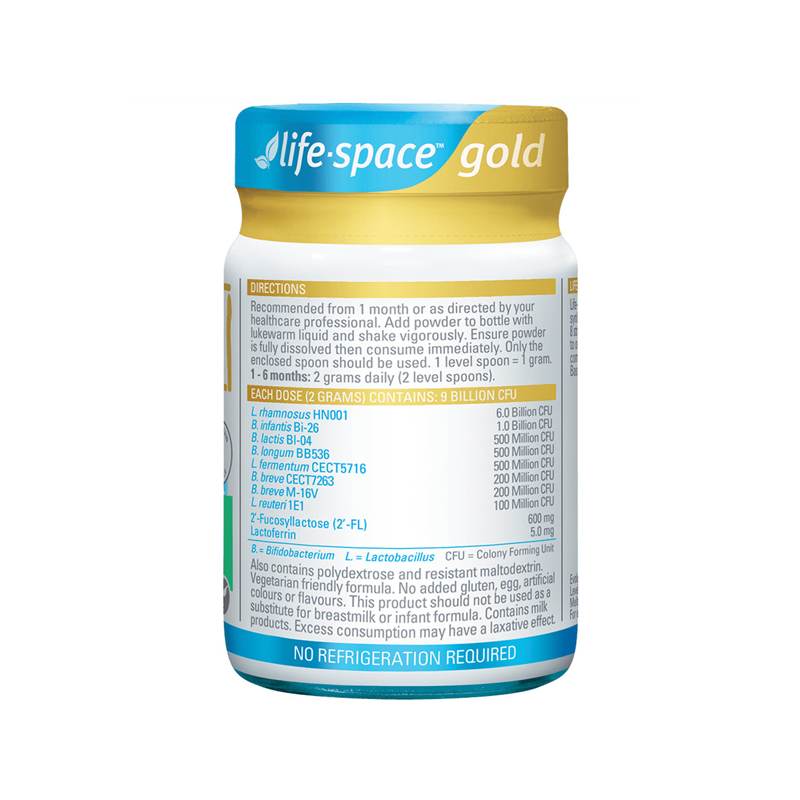 life·space™ gold
DIRECTIONS
Recommended from 1 month or as directed by your
healthcare professional. Add powder to bottle with
lukewarm liquid and shake vigorously. Ensure powder
is fully dissolved then consume immediately. Only the
enclosed spoon should be used. 1 level spoon = 1 gram.
1 - 6 months: 2 grams daily (2 level spoons).
EACH DOSE (2 GRAMS) CONTAINS: 9 BILLION CFU
L. rhamnosus HN001 6.0 Billion CFU
B. infantis Bi-26 1.0 Billion CFU
B. lactis BI-04 500 Million CFU
B. longum BB536 500 Million CFU
L. fermentum CECT5716 500 Million CFU
B. breve CECT7263 200 Million CFU
B. breve M-16V 200 Million CFU
L. reuteri 1E1 100 Million CFU
2'-Fucosyllactose (2'-FL) 600 mg
Lactoferrin 5.0 mg
B. = Bifidobacterium L. = Lactobacillus CFU = Colony Forming Unit
Also contains polydextrose and resistant maltodextrin.
Vegetarian friendly formula. No added gluten, egg, artificial
colours or flavours. This product should not be used as a
substitute for breastmilk or infant formula. Contains milk
products. Excess consumption may have a laxative effect.
NO REFRIGERATION REQUIRED